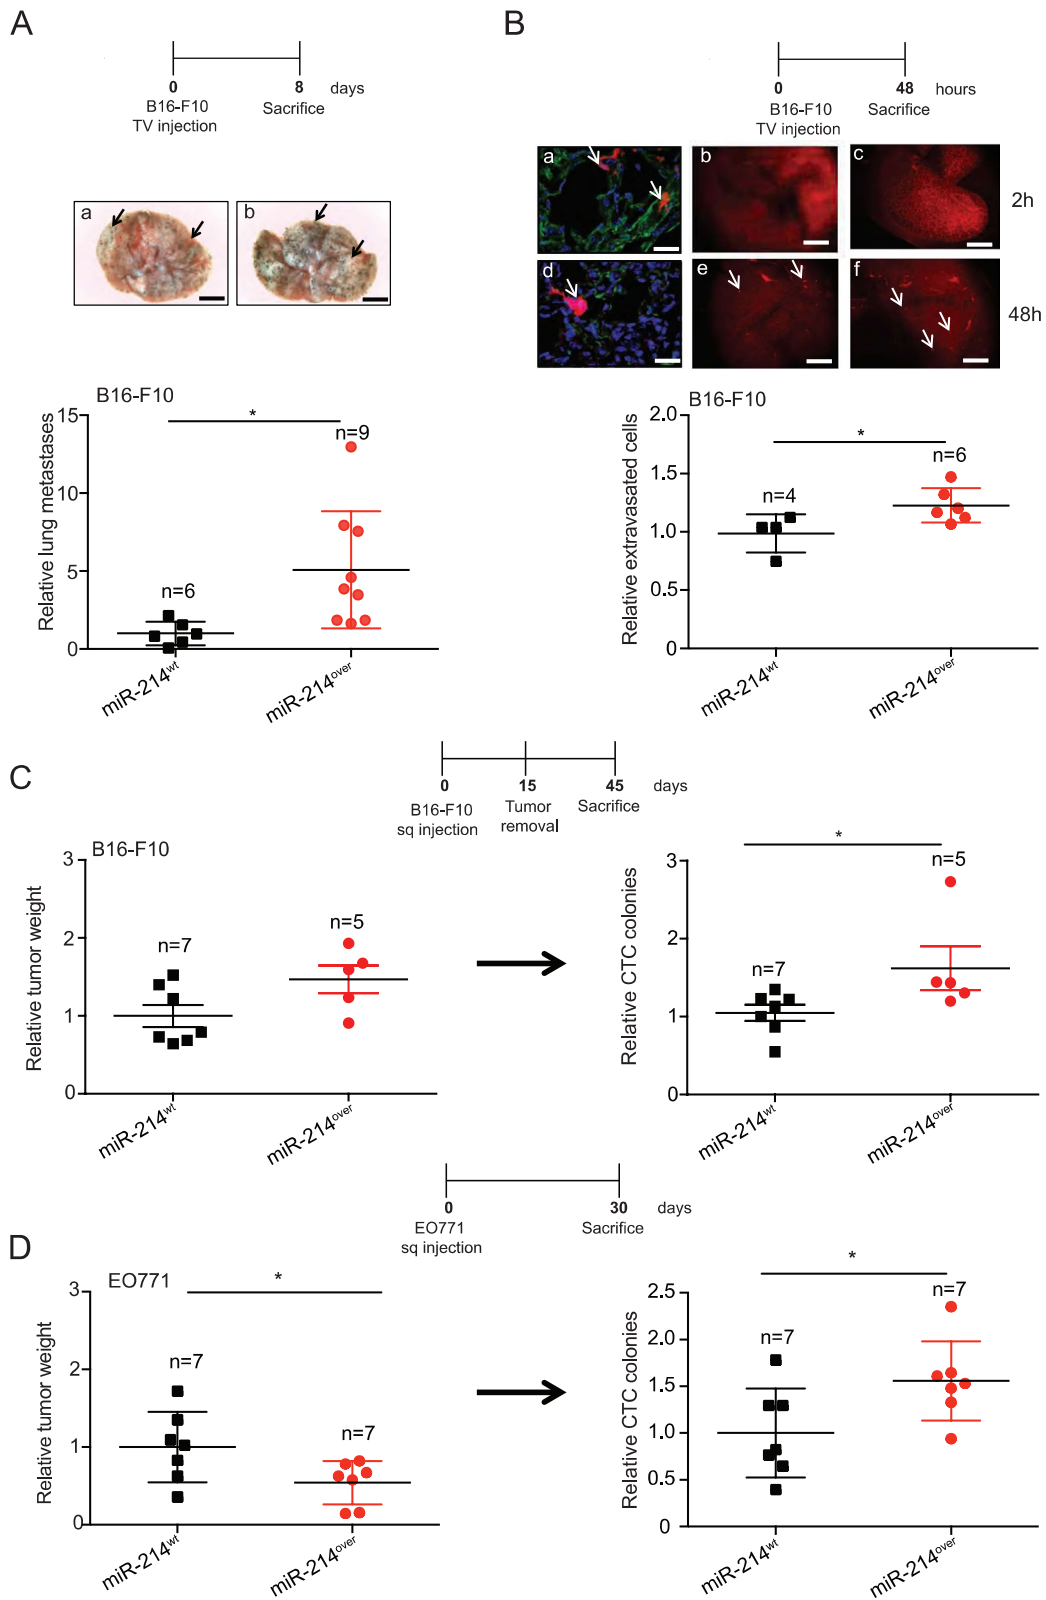 A
0 8 days
B16-F10 Sacrifice
TV injection
a b
B16-F10
Relative lung metastases
15
10
5
0
*
n=6
n=9
miR-214wt
miR-214over
B
0 48 hours
B16-F10 Sacrifice
TV injection
a b c 2h
d e f 48h
B16-F10
Relative extravasated cells
2.0
1.5
1.0
0.5
0
*
n=4
n=6
miR-214wt
miR-214over
C
0 15 45 days
B16-F10 Tumor Sacrifice
sq injection removal
B16-F10
Relative tumor weight
3
2
1
0
n=7
n=5
miR-214wt
miR-214over
Relative CTC colonies
3
2
1
0
*
n=7
n=5
miR-214wt
miR-214over
D
0 30 days
EO771 Sacrifice
sq injection
EO771
Relative tumor weight
3
2
1
0
*
n=7
n=7
miR-214wt
miR-214over
Relative CTC colonies
2.5
2.0
1.5
1.0
0.5
0
*
n=7
n=7
miR-214wt
miR-214over